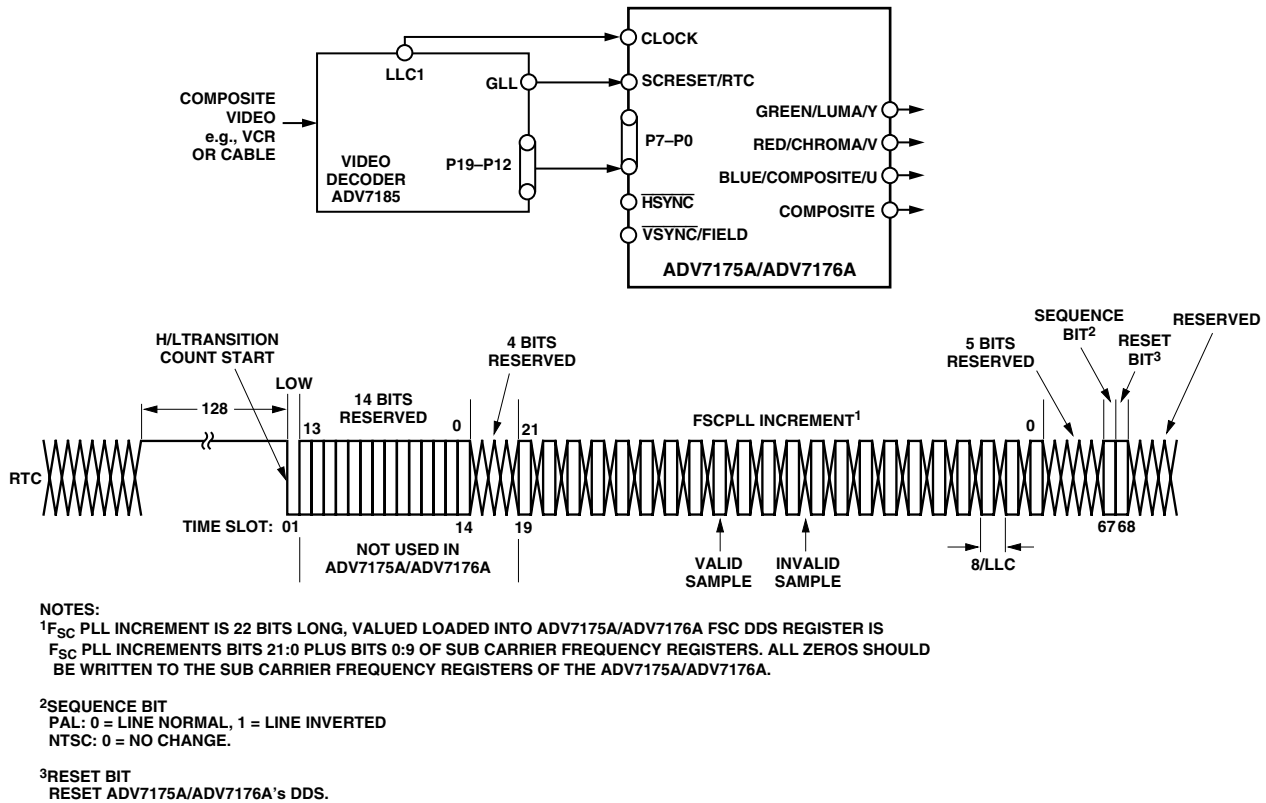 CLOCK
LLC1
GLL
SCRESET/RTC
COMPOSITE
VIDEO
e.g., VCR
OR CABLE
GREEN/LUMA/Y
P7–P0
RED/CHROMA/V
VIDEO
DECODER
ADV7185
P19–P12
BLUE/COMPOSITE/U
HSYNC
COMPOSITE
VSYNC/FIELD
ADV7175A/ADV7176A
H/LTRANSITION
COUNT START
4 BITS
RESERVED
5 BITS
RESERVED
SEQUENCE
BIT2
RESET
BIT3
RESERVED
LOW
128
14 BITS
RESERVED
13
0
21
FSCPLL INCREMENT1
0
RTC
TIME SLOT: 01
14
19
67 68
NOT USED IN
ADV7175A/ADV7176A
VALID
SAMPLE
INVALID
SAMPLE
8/LLC
NOTES:
1FSC PLL INCREMENT IS 22 BITS LONG, VALUED LOADED INTO ADV7175A/ADV7176A FSC DDS REGISTER IS
FSC PLL INCREMENTS BITS 21:0 PLUS BITS 0:9 OF SUB CARRIER FREQUENCY REGISTERS. ALL ZEROS SHOULD
BE WRITTEN TO THE SUB CARRIER FREQUENCY REGISTERS OF THE ADV7175A/ADV7176A.
2SEQUENCE BIT
PAL: 0 = LINE NORMAL, 1 = LINE INVERTED
NTSC: 0 = NO CHANGE.
3RESET BIT
RESET ADV7175A/ADV7176A's DDS.